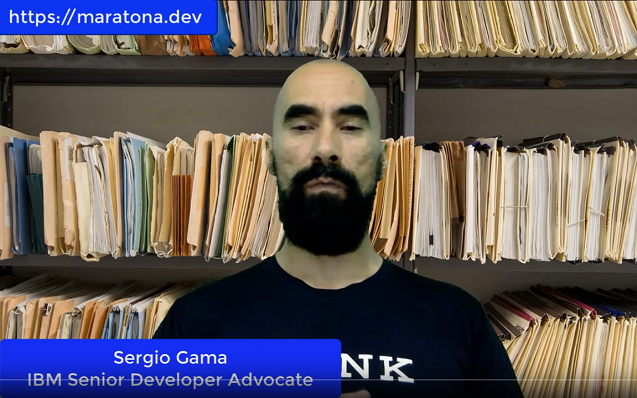 https://maratona.dev
NK
Sergio Gama
IBM Senior Developer Advocate